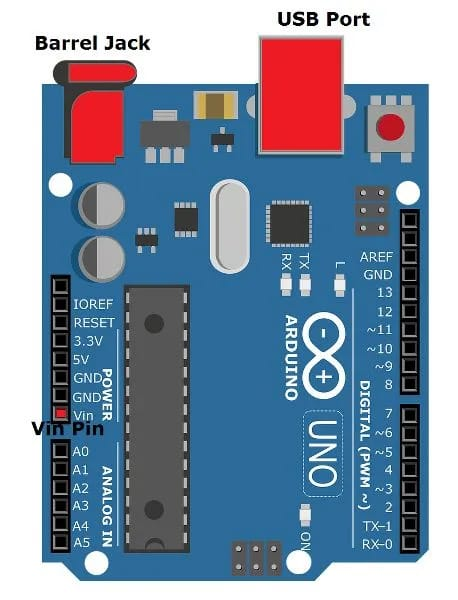 USB Port
Barrel Jack
RX
TX
L
AREF
GND
13
12
~11
~10
~9
8
IOREF
RESET
3.3V
5V
GND
GND
Vin
POWER
Vin Pin
ARDUINO
UNO
DIGITAL (PWM ~)
7
~6
~5
4
~3
2
TX-1
RX-0
A0
A1
A2
A3
A4
A5
ANALOG IN
ON